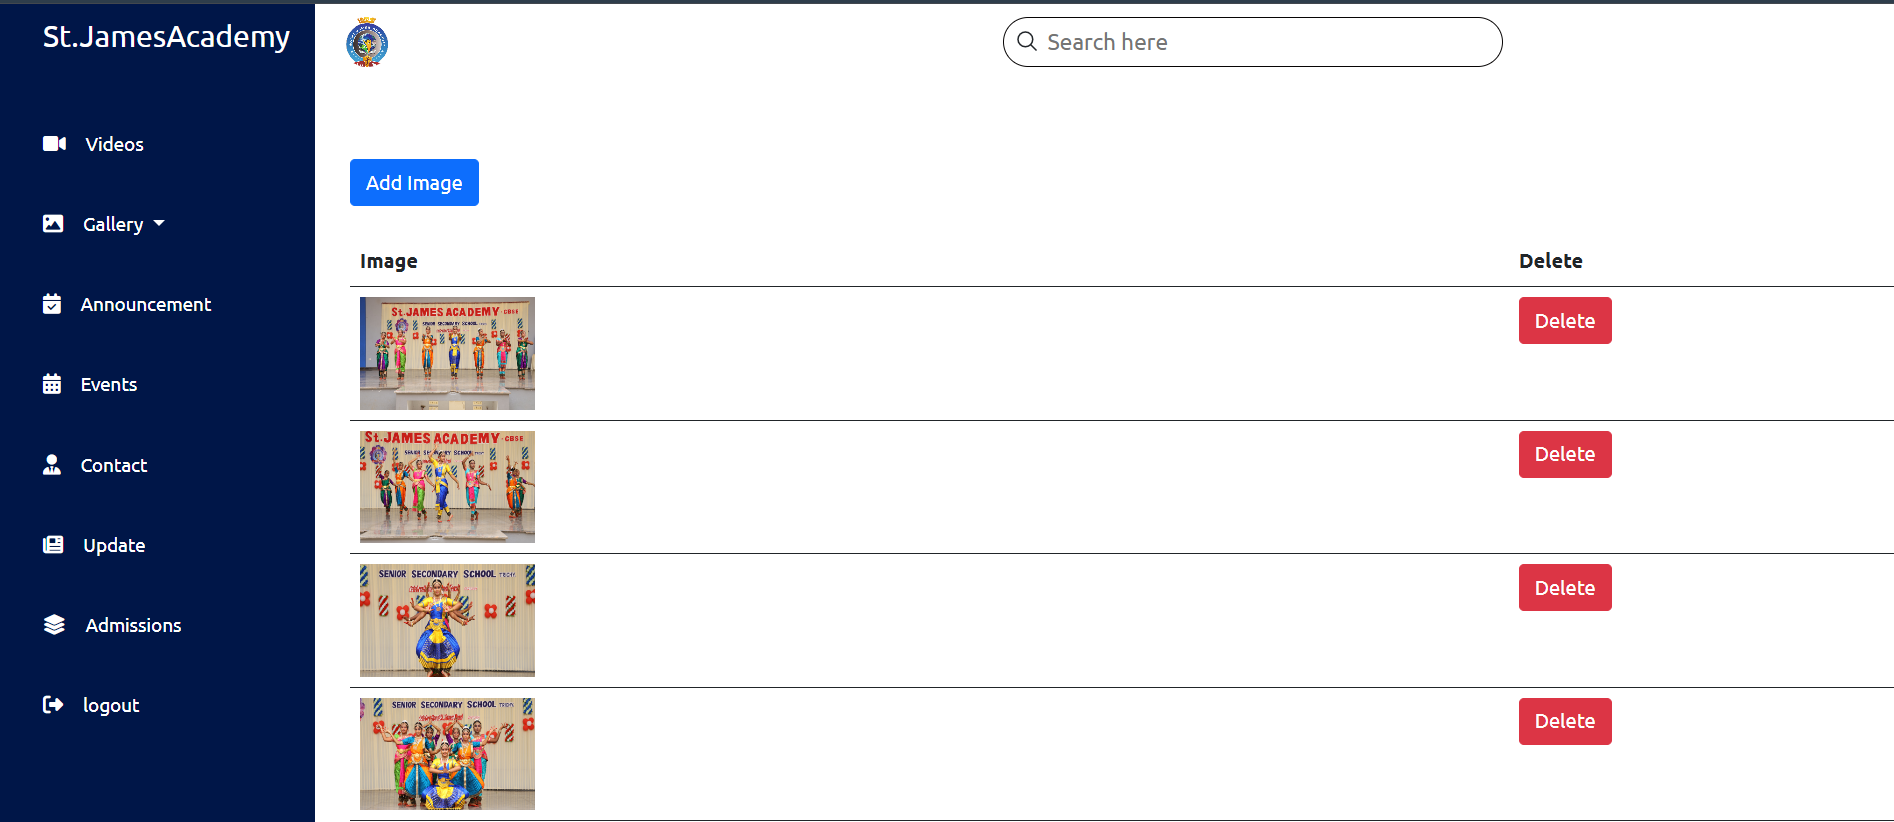 St.JamesAcademy
Search here
Videos
Gallery
Announcement
Events
Contact
Update
Admissions
logout
Add Image
Image Delete
St.JAMES ACADEMY - CBSE
SENIOR SECONDARY SCHOOL
Delete
St.JAMES ACADEMY - CBSE
SENIOR SECONDARY SCHOOL
Delete
SENIOR SECONDARY SCHOOL
Delete
SENIOR SECONDARY SCHOOL
Delete